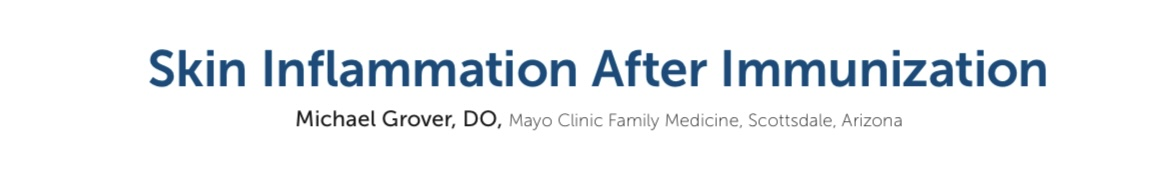 Skin Inflammation After Immunization
Michael Grover, DO, Mayo Clinic Family Medicine, Scottsdale, Arizona